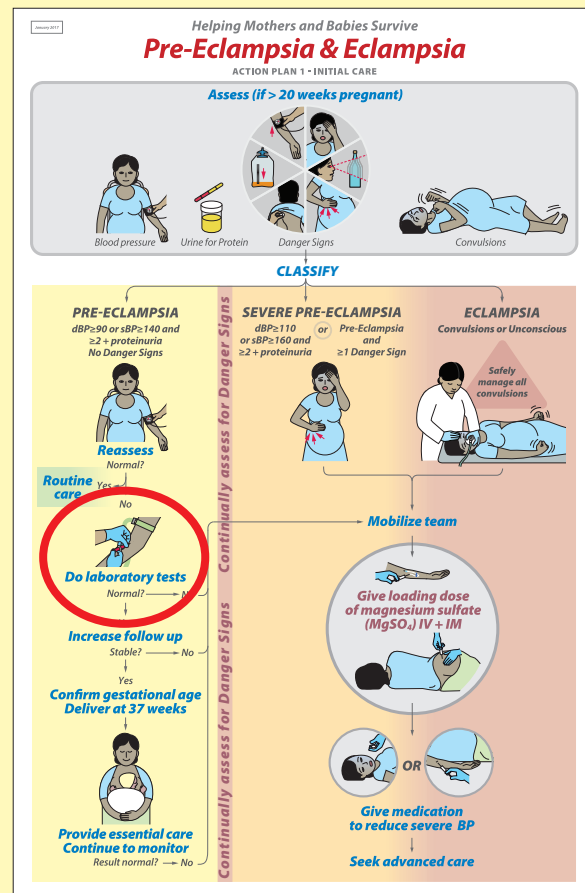 January 2017
Helping Mothers and Babies Survive
Pre-Eclampsia & Eclampsia
ACTION PLAN 1 - INITIAL CARE
Assess (if > 20 weeks pregnant)
Blood pressure
Urine for Protein
Danger Signs
Convulsions
CLASSIFY
PRE-ECLAMPSIA
dBP≥90 or sBP≥140 and
≥2 + proteinuria
No Danger Signs
Reassess
Normal?
Yes
Routine
care
No
Do laboratory tests
Normal?
Increase follow up
Stable?
No
Yes
Confirm gestational age
Deliver at 37 weeks
Provide essential care
Continue to monitor
Result normal?
No
Continually assess for Danger Signs
Continually assess for Danger Signs
SEVERE PRE-ECLAMPSIA
dBP≥110
or sBP≥160 and
≥2 + proteinuria
or
Pre-Eclampsia
and
≥1 Danger Sign
ECLAMPSIA
Convulsions or Unconscious
Safely
manage all
convulsions
Mobilize team
Give loading dose
of magnesium sulfate
(MgSO₄) IV + IM
OR
Give medication
to reduce severe BP
Seek advanced care